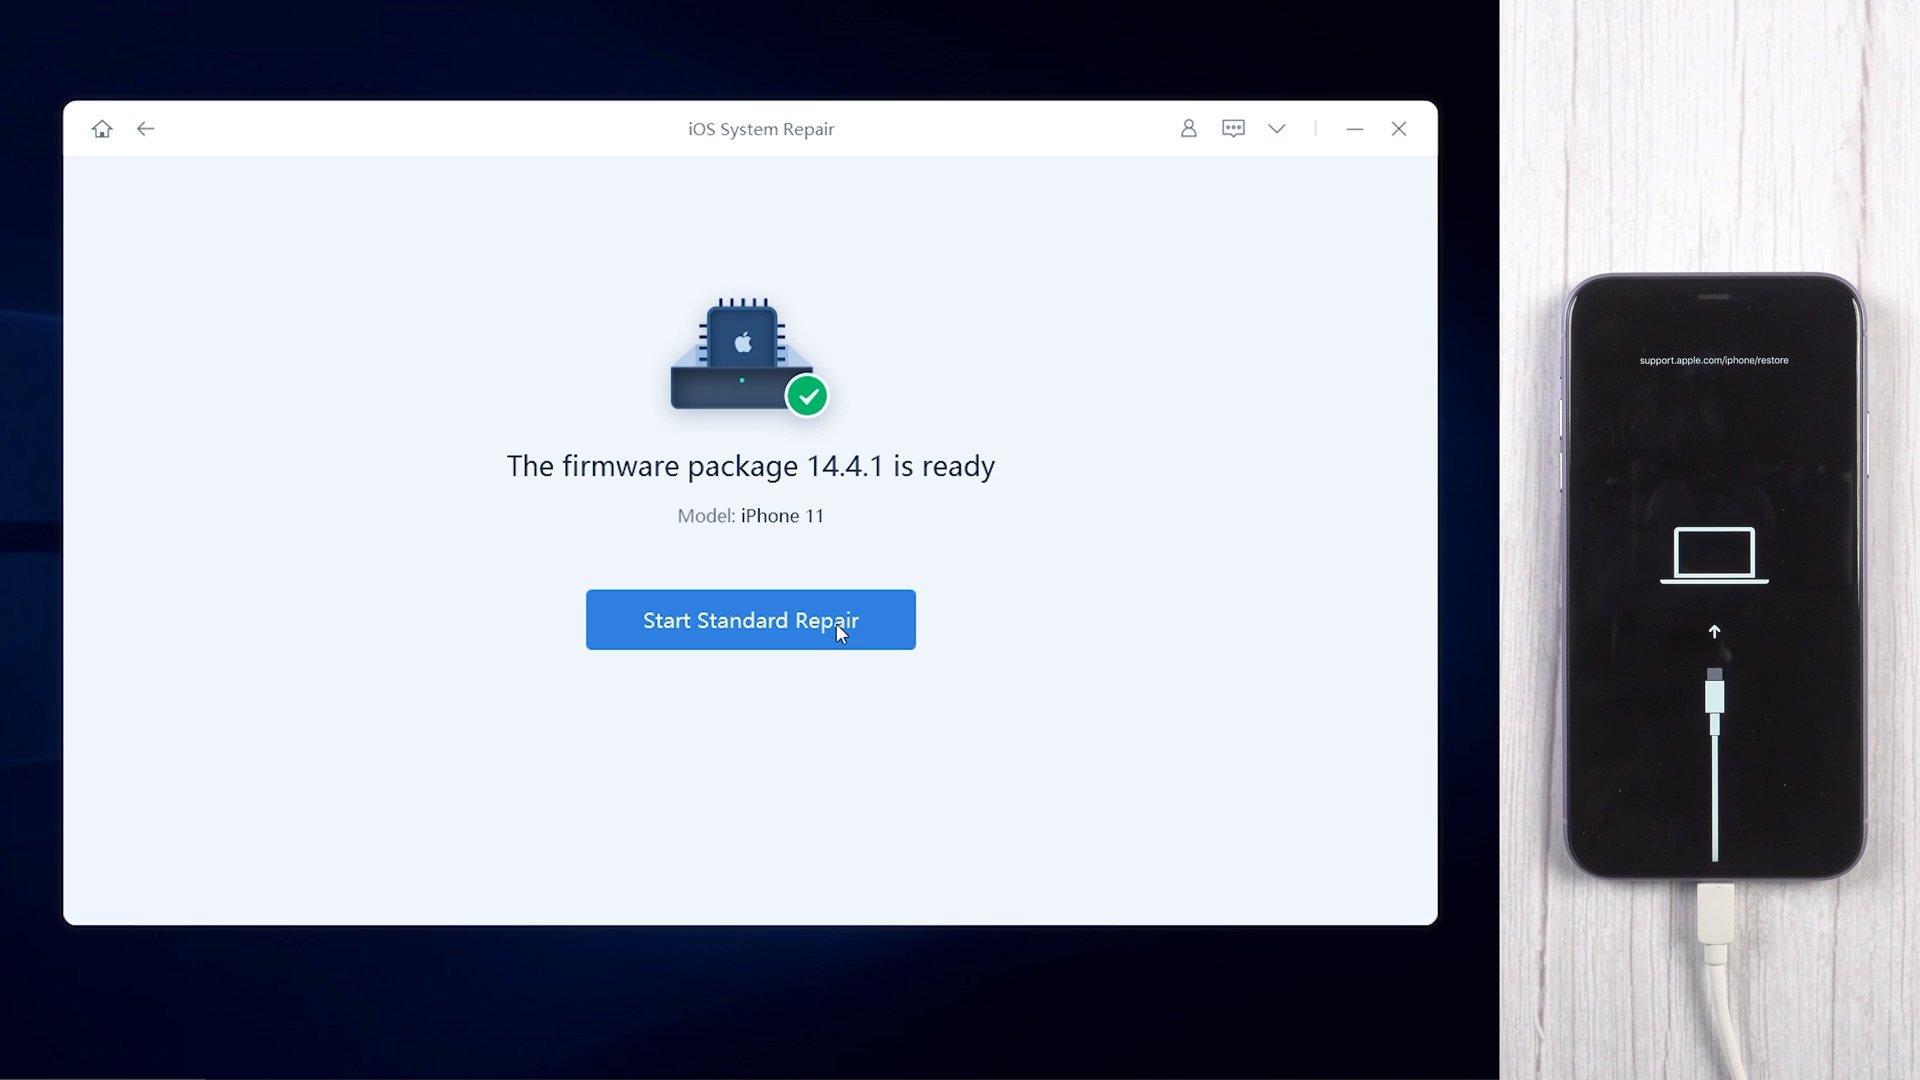 iOS System Repair
The firmware package 14.4.1 is ready
Model: iPhone 11
Start Standard Repair
support.apple.com/iphone/restore